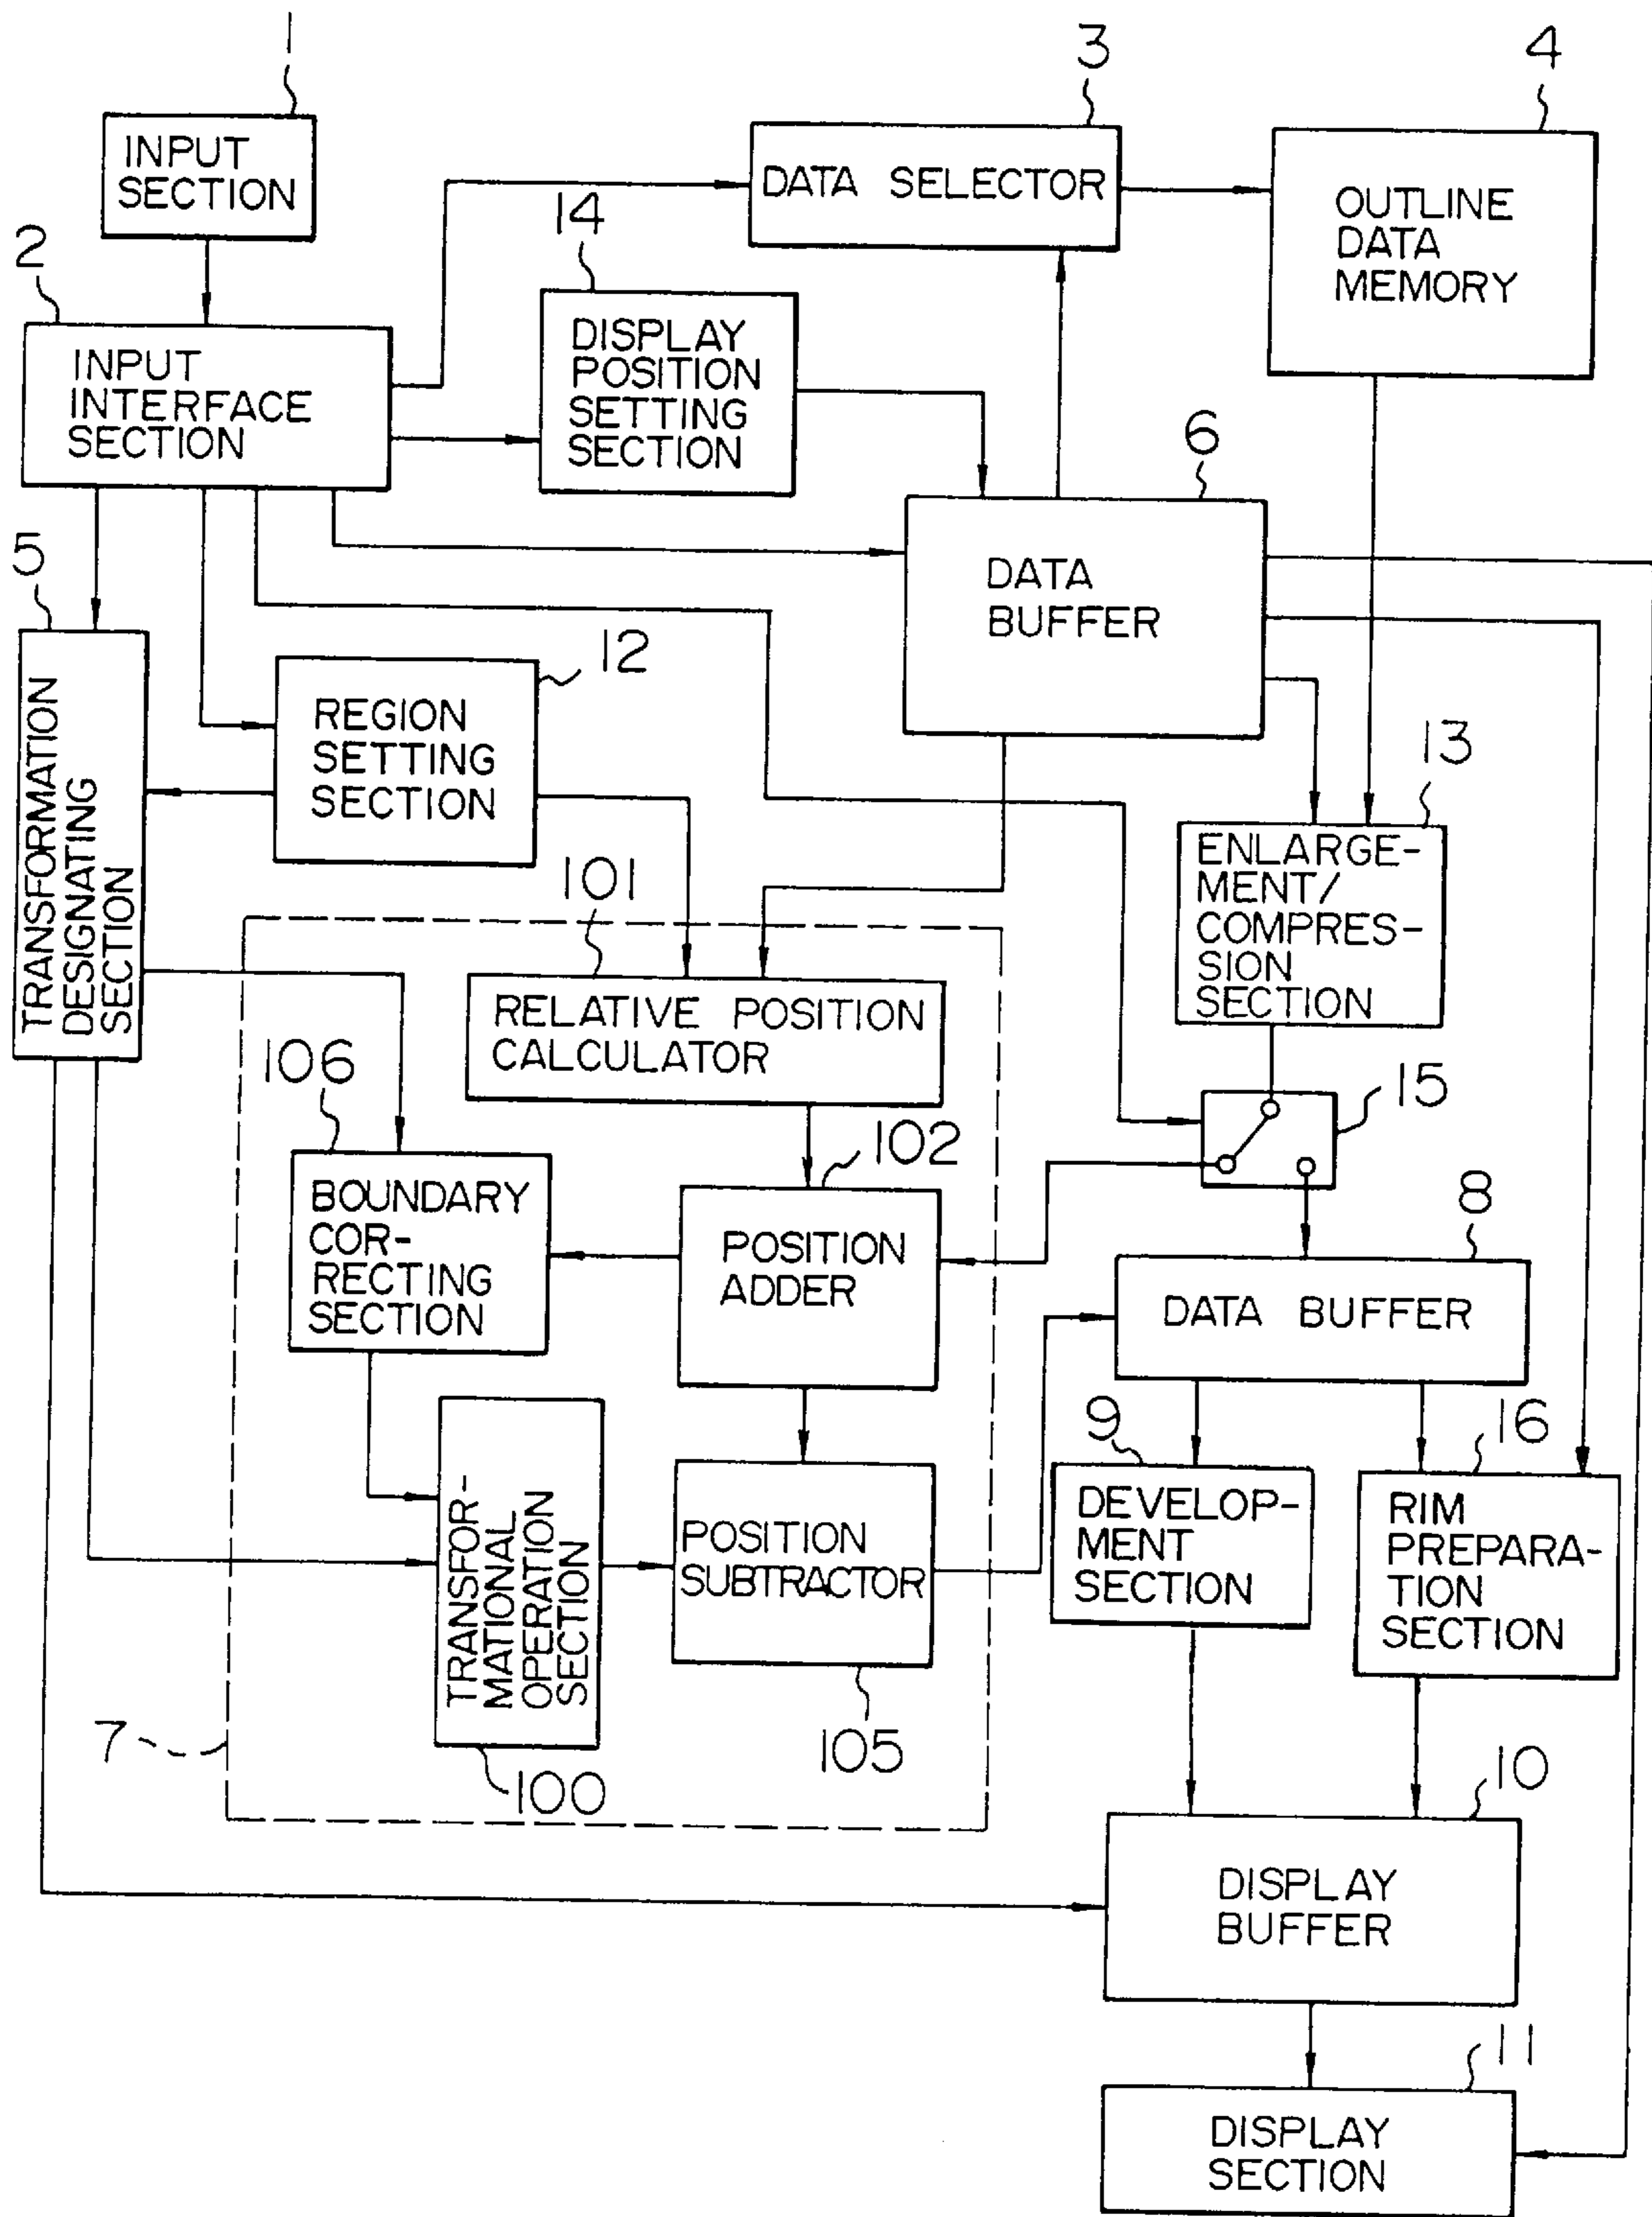 1
3
4
INPUT
SECTION
DATA SELECTOR
OUTLINE
DATA
MEMORY
14
2
DISPLAY
POSITION
SETTING
SECTION
INPUT
INTERFACE
SECTION
6
5
DATA
BUFFER
12
TRANSFORMATION
DESIGNATING
SECTION
REGION
SETTING
SECTION
13
ENLARGE-
MENT/
COMPRES-
SION
SECTION
101
RELATIVE POSITION
CALCULATOR
106
15
102
BOUNDARY
COR-
RECTING
SECTION
POSITION
ADDER
8
DATA BUFFER
9
16
TRANSFOR-
MATIONAL
OPERATION
SECTION
POSITION
SUBTRACTOR
DEVELOP-
MENT
SECTION
RIM
PREPARA-
TION
SECTION
7
100
105
10
DISPLAY
BUFFER
11
DISPLAY
SECTION